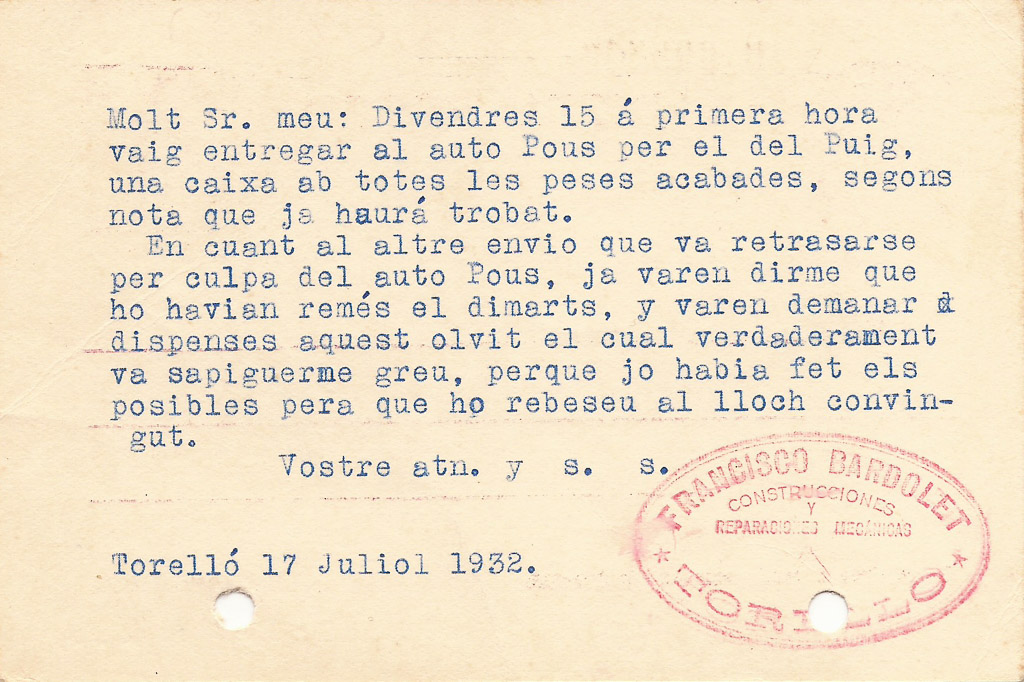 Molt Sr. meu: Divendres 15 á primera hora
vaig entregar al auto Pous per el del Puig,
una caixa ab totes les peses acabades, segons
nota que ja haurá trobat.
En cuant al altre envio que va retrasarse
per culpa del auto Pous, ja varen dirme que
ho havian remés el dimarts, y varen demanar d
dispenses aquest olvit el cual verdaderament
va sapiguerme greu, perque jo habia fet els
posibles pera que ho rebeseu al lloch convin-
gut.
Vostre atn. y s. s.
FRANCISCO BARDOLET
CONSTRUCCIONES
Y
REPARACIONES MECÁNICAS
TORELLO
Torelló 17 Juliol 1932.